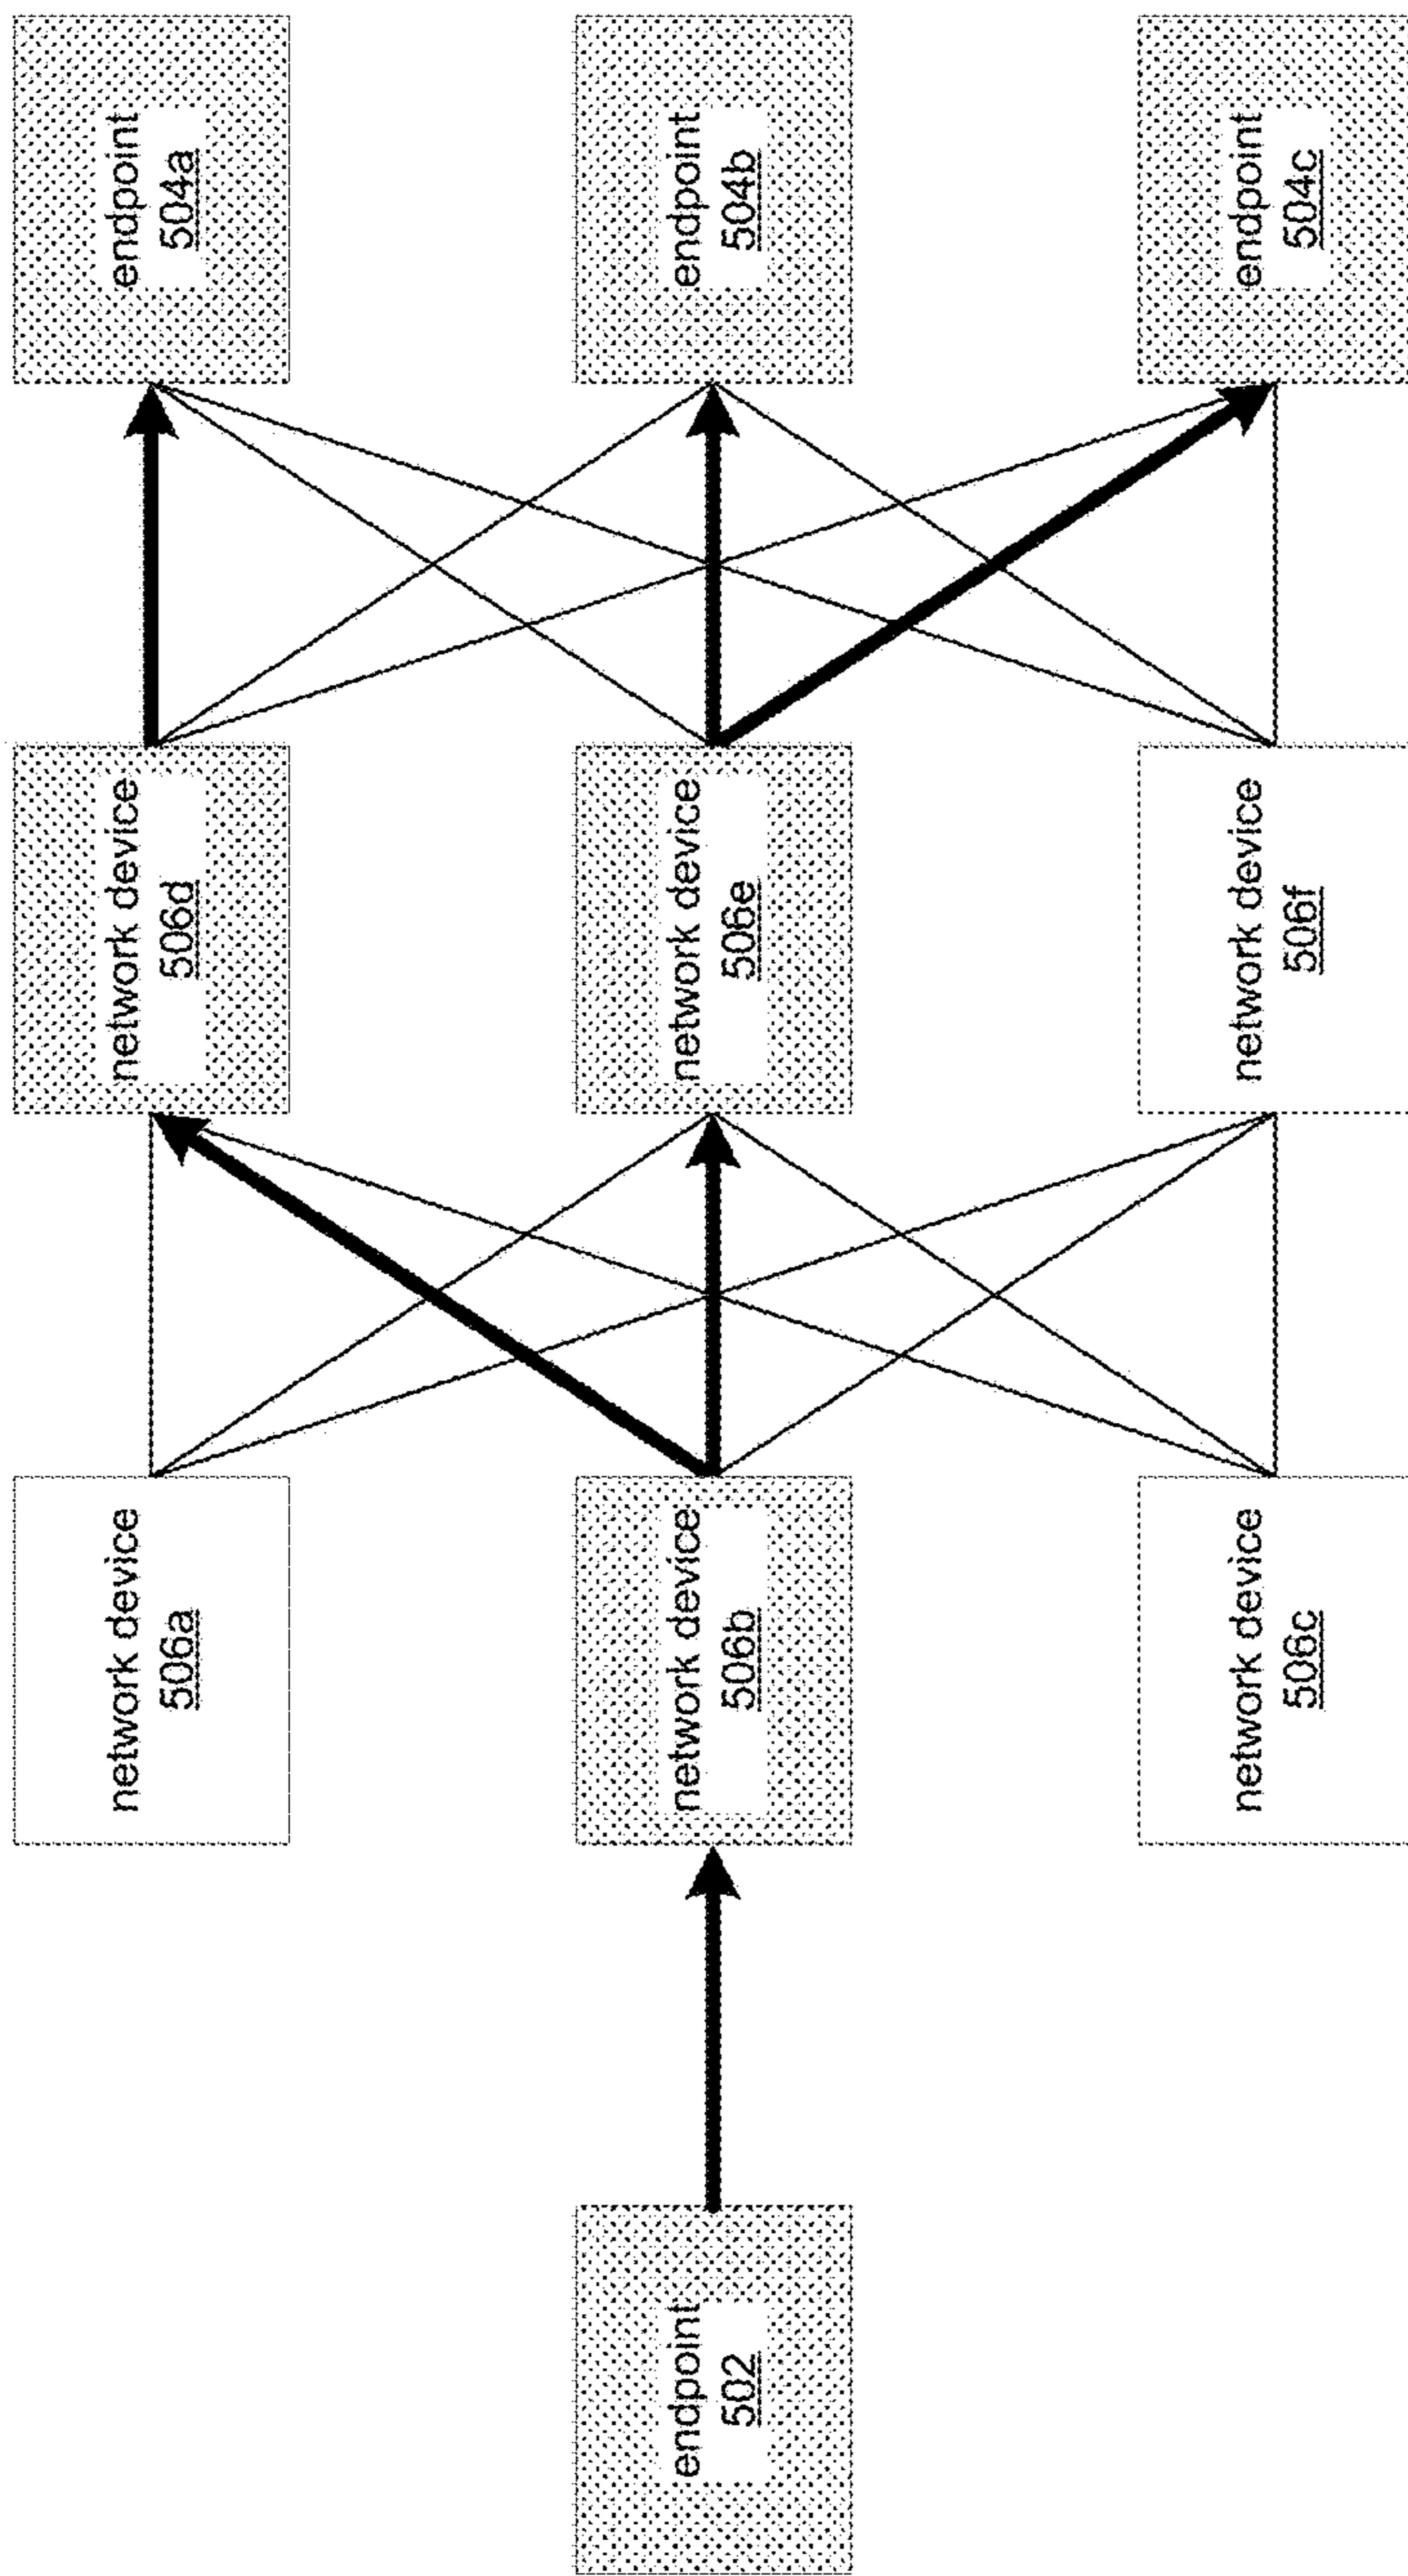 endpoint
504a
endpoint
504b
endpoint
504c
network device
506d
network device
506e
network device
506f
network device
506a
network device
506b
network device
506c
endpoint
502